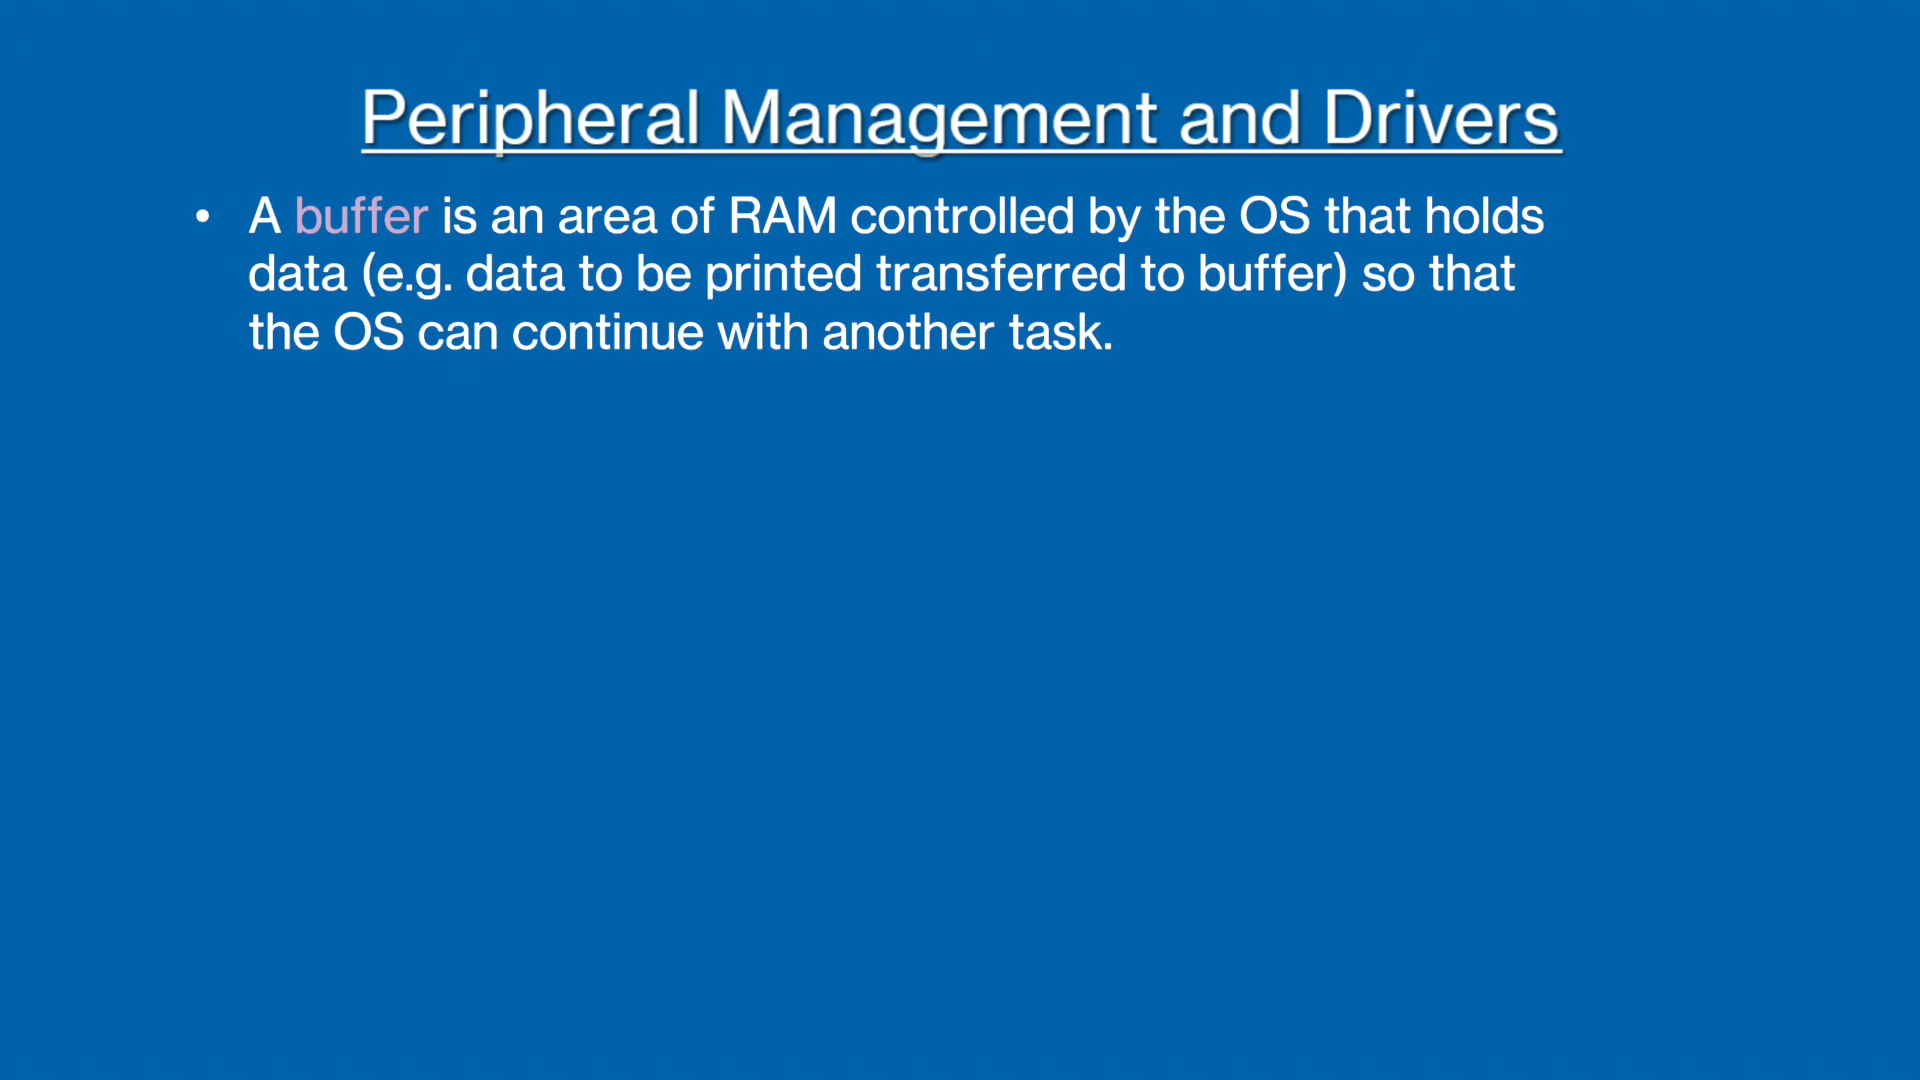 Peripheral Management and Drivers
• A buffer is an area of RAM controlled by the OS that holds
data (e.g. data to be printed transferred to buffer) so that
the OS can continue with another task.